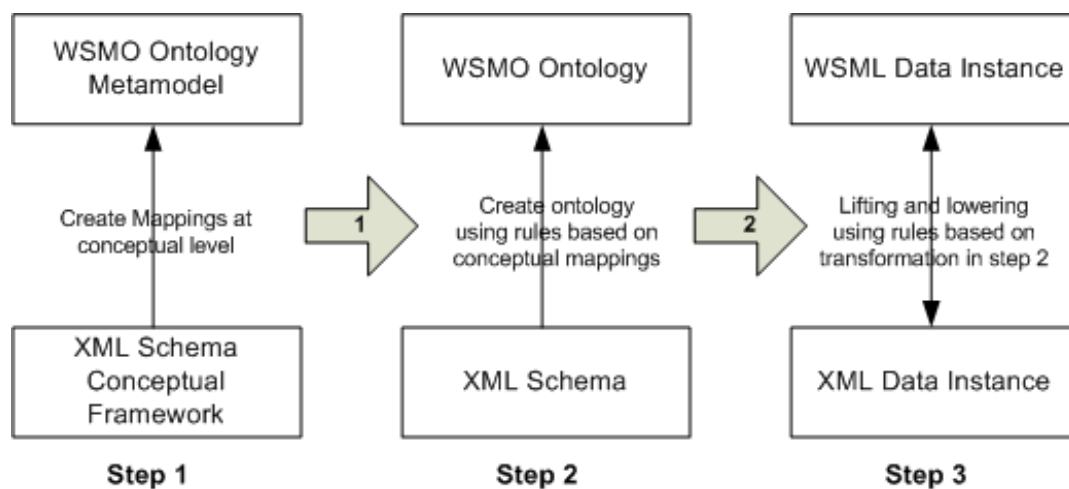 WSMO Ontology
Metamodel
WSMO Ontology
WSML Data Instance
Create Mappings at
conceptual level
1
Create ontology
using rules based on
conceptual mappings
2
Lifting and lowering
using rules based on
transformation in step 2
XML Schema
Conceptual
Framework
XML Schema
XML Data Instance
Step 1
Step 2
Step 3